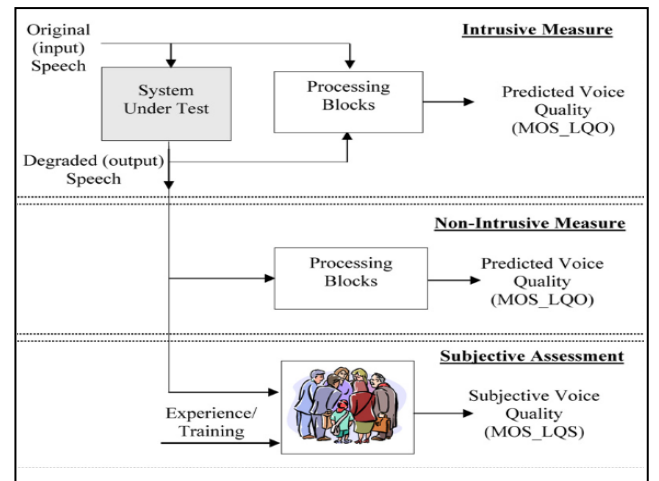 Original
(input)
Speech
Intrusive Measure
System
Under Test
Processing
Blocks
Predicted Voice
Quality
(MOS_LQO)
Degraded (output)
Speech
Non-Intrusive Measure
Processing
Blocks
Predicted Voice
Quality
(MOS_LQO)
Subjective Assessment
Experience/
Training
Subjective Voice
Quality
(MOS_LQS)